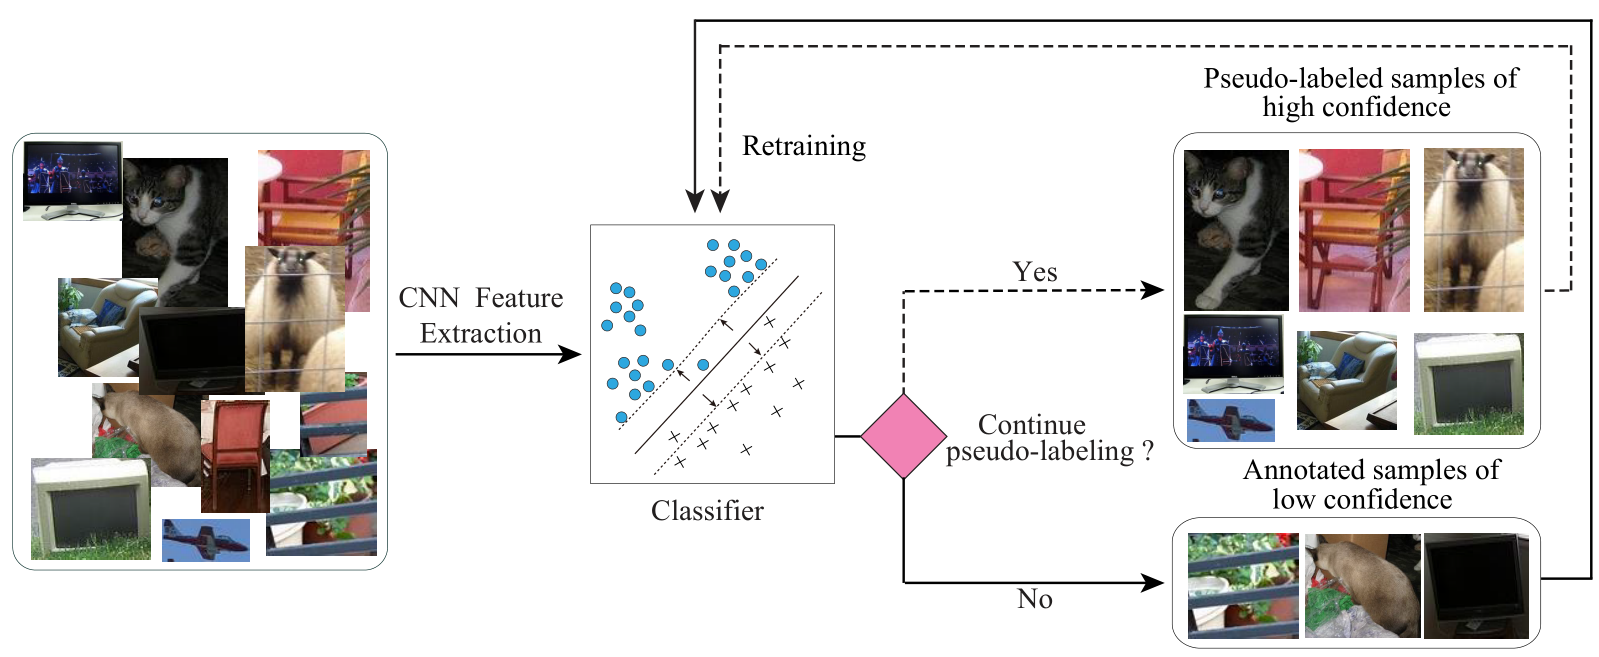 Pseudo-labeled samples of
high confidence
Retraining
CNN Feature
Extraction
Yes
Continue
pseudo-labeling ?
Classifier
Annotated samples of
low confidence
No